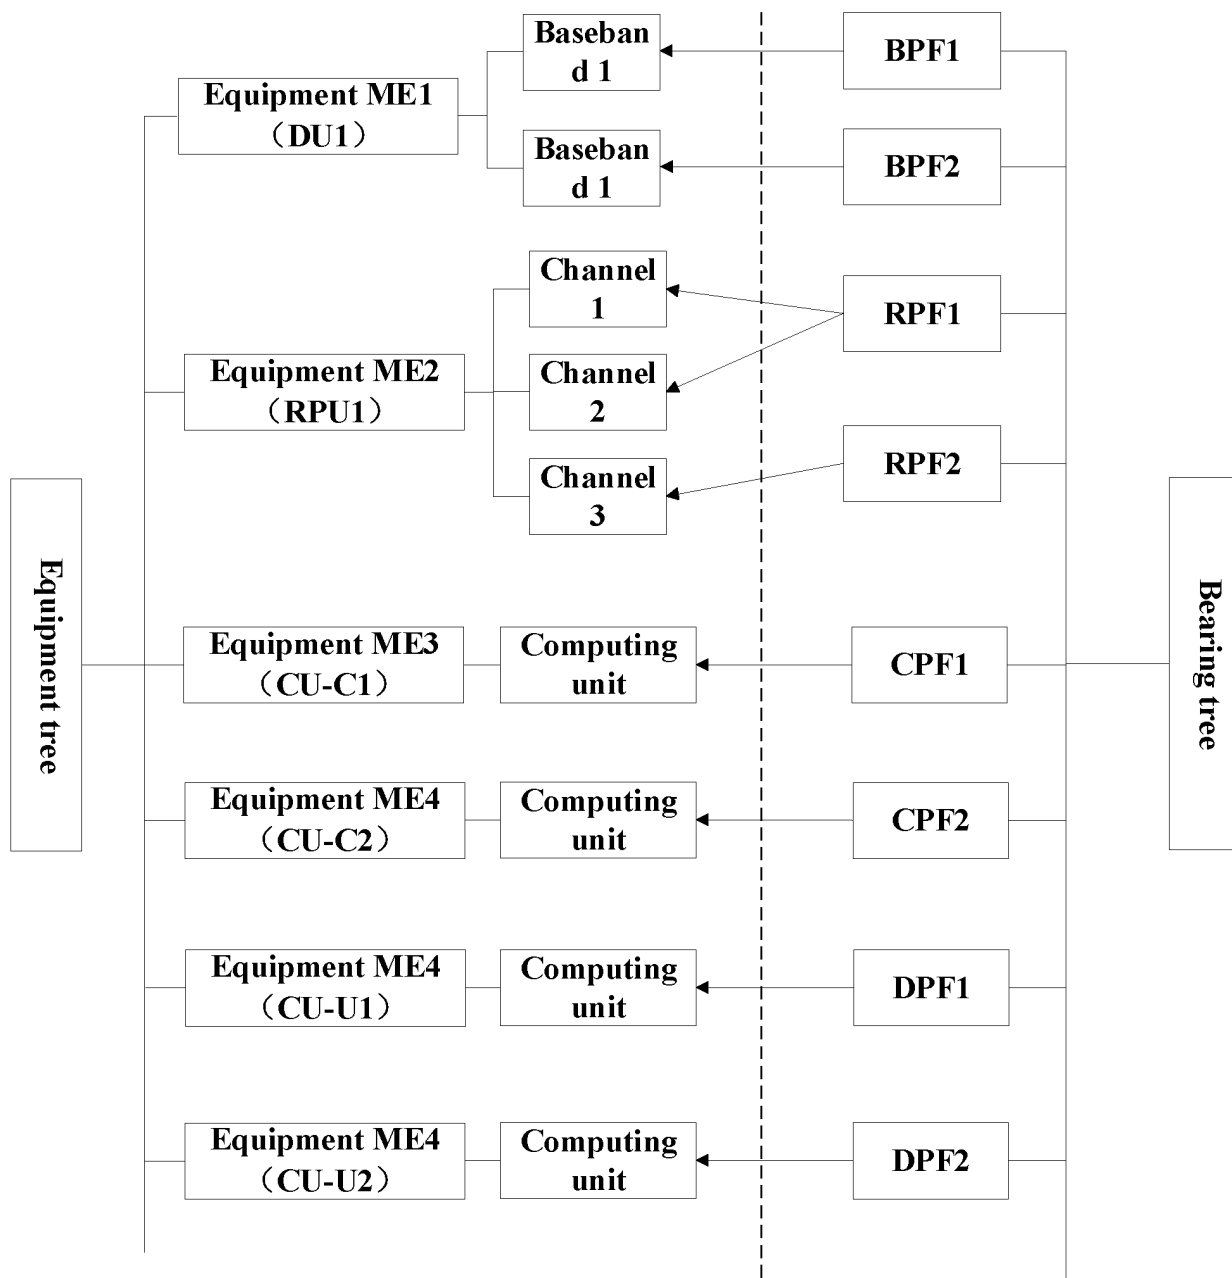 Baseban
d 1
BPF1
Equipment ME1
（DU1）
Baseban
d 1
BPF2
Channel
1
RPF1
Equipment ME2
（RPU1）
Channel
2
RPF2
Channel
3
Equipment tree
Bearing tree
Equipment ME3
（CU-C1）
Computing
unit
CPF1
Equipment ME4
（CU-C2）
Computing
unit
CPF2
Equipment ME4
（CU-U1）
Computing
unit
DPF1
Equipment ME4
（CU-U2）
Computing
unit
DPF2